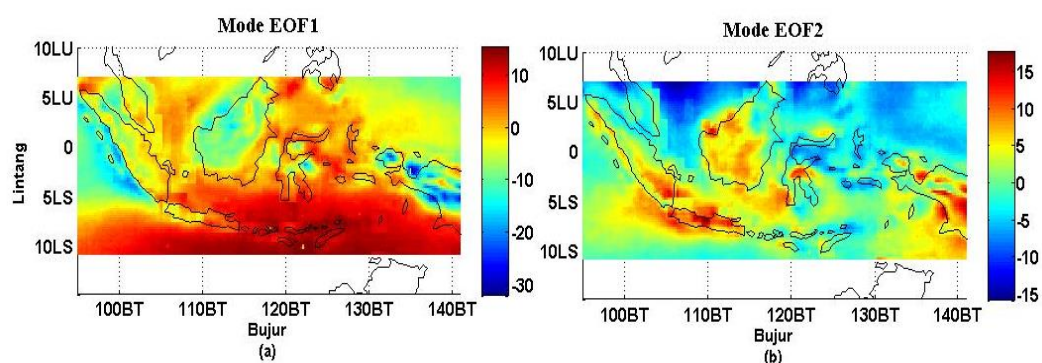 Mode EOF1
10LU
5LU
0
5LS
10LS
Lintang
100BT 110BT 120BT 130BT 140BT
Bujur
(a)
10
0
-10
-20
-30
Mode EOF2
10LU
5LU
0
5LS
10LS
100BT 110BT 120BT 130BT 140BT
Bujur
(b)
15
10
5
0
-5
-10
-15